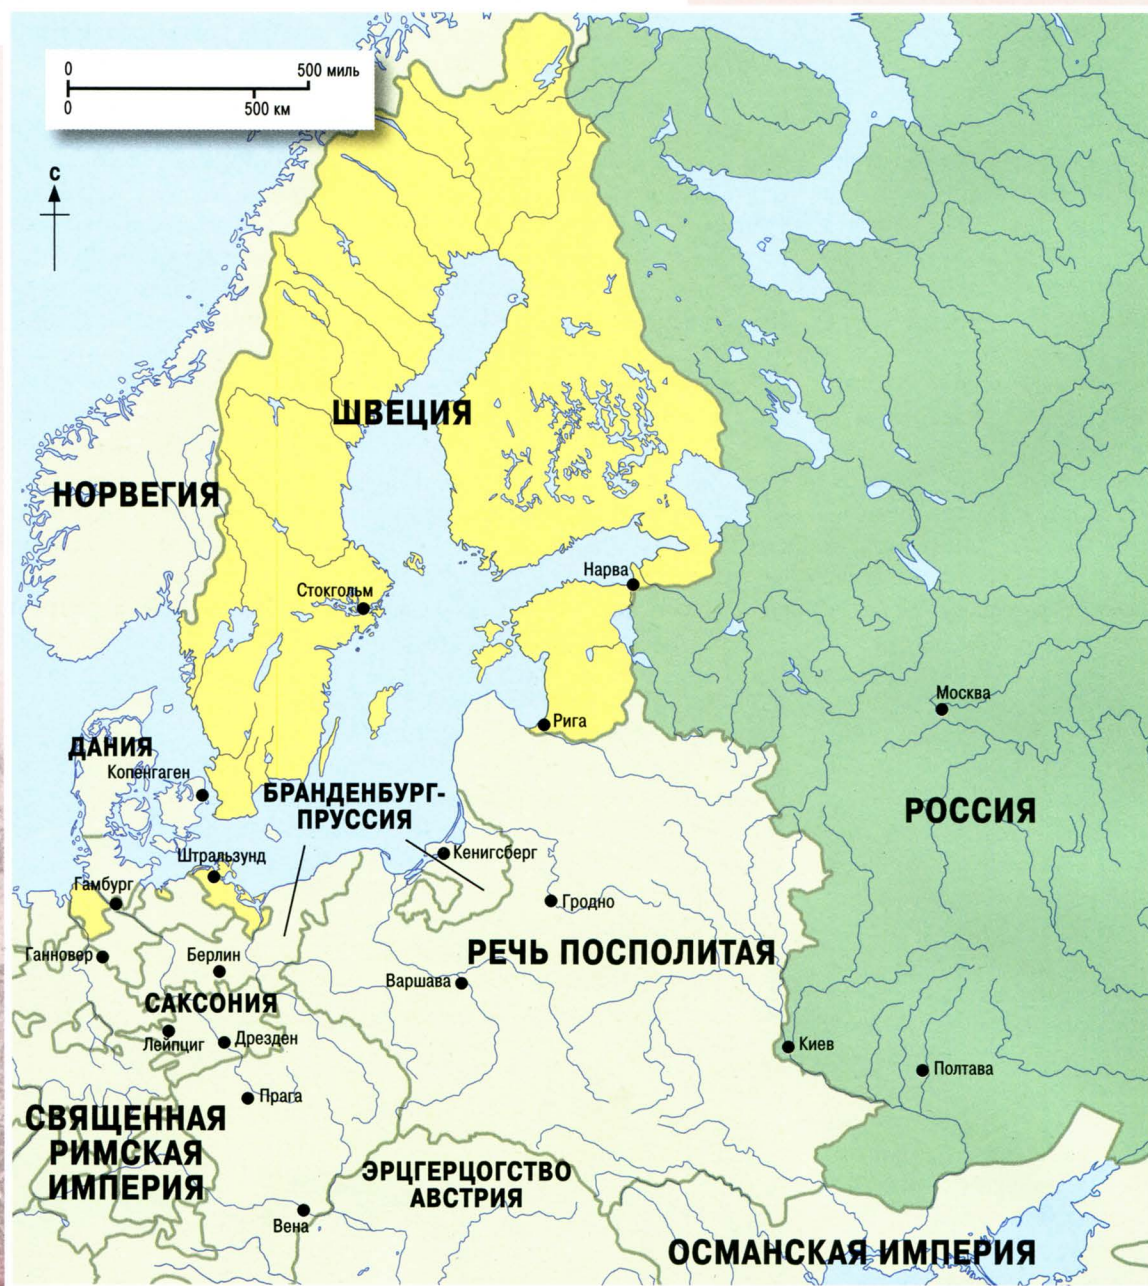 0 500 миль
0 500 км
С
ШВЕЦИЯ
НОРВЕГИЯ
Нарва
Стокгольм
Москва
Рига
ДАНИЯ
Копенгаген
БРАНДЕНБУРГ-
ПРУССИЯ
РОССИЯ
Кенигсберг
Штральзунд
Гамбург
Гродно
РЕЧЬ ПОСПОЛИТАЯ
Ганновер
Берлин
Варшава
САКСОНИЯ
Лейпциг
Дрезден
Киев
Полтава
Прага
СВЯЩЕННАЯ
РИМСКАЯ
ИМПЕРИЯ
ЭРЦГЕРЦОГСТВО
АВСТРИЯ
Вена
ОСМАНСКАЯ ИМПЕРИЯ